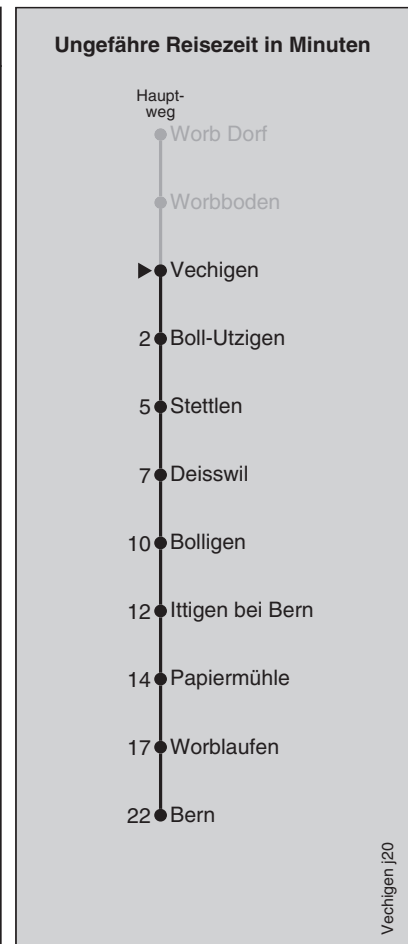 Ungefähre Reisezeit in Minuten
Haupt-
weg
Worb Dorf
Worbboden
Vechigen
2 Boll-Utzigen
5 Stettlen
7 Deisswil
10 Bolligen
12 Ittigen bei Bern
14 Papiermühle
17 Worblaufen
22 Bern
Vechigen j20